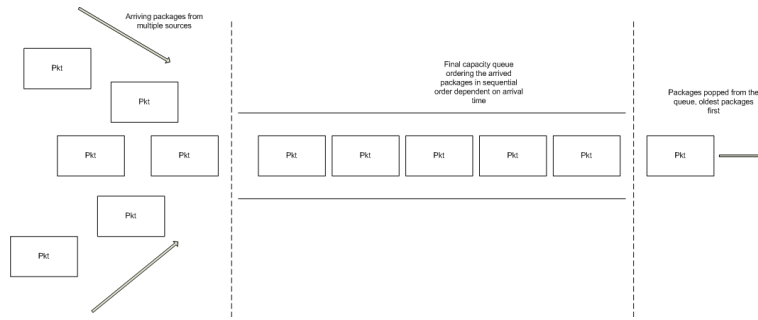 Arriving packages from
multiple sources
Pkt
Pkt
Pkt
Pkt
Pkt
Pkt
Final capacity queue
ordering the arrived
packages in sequential
order dependent on arrival
time
Pkt
Pkt
Pkt
Pkt
Pkt
Packages popped from the
queue, oldest packages
first
Pkt